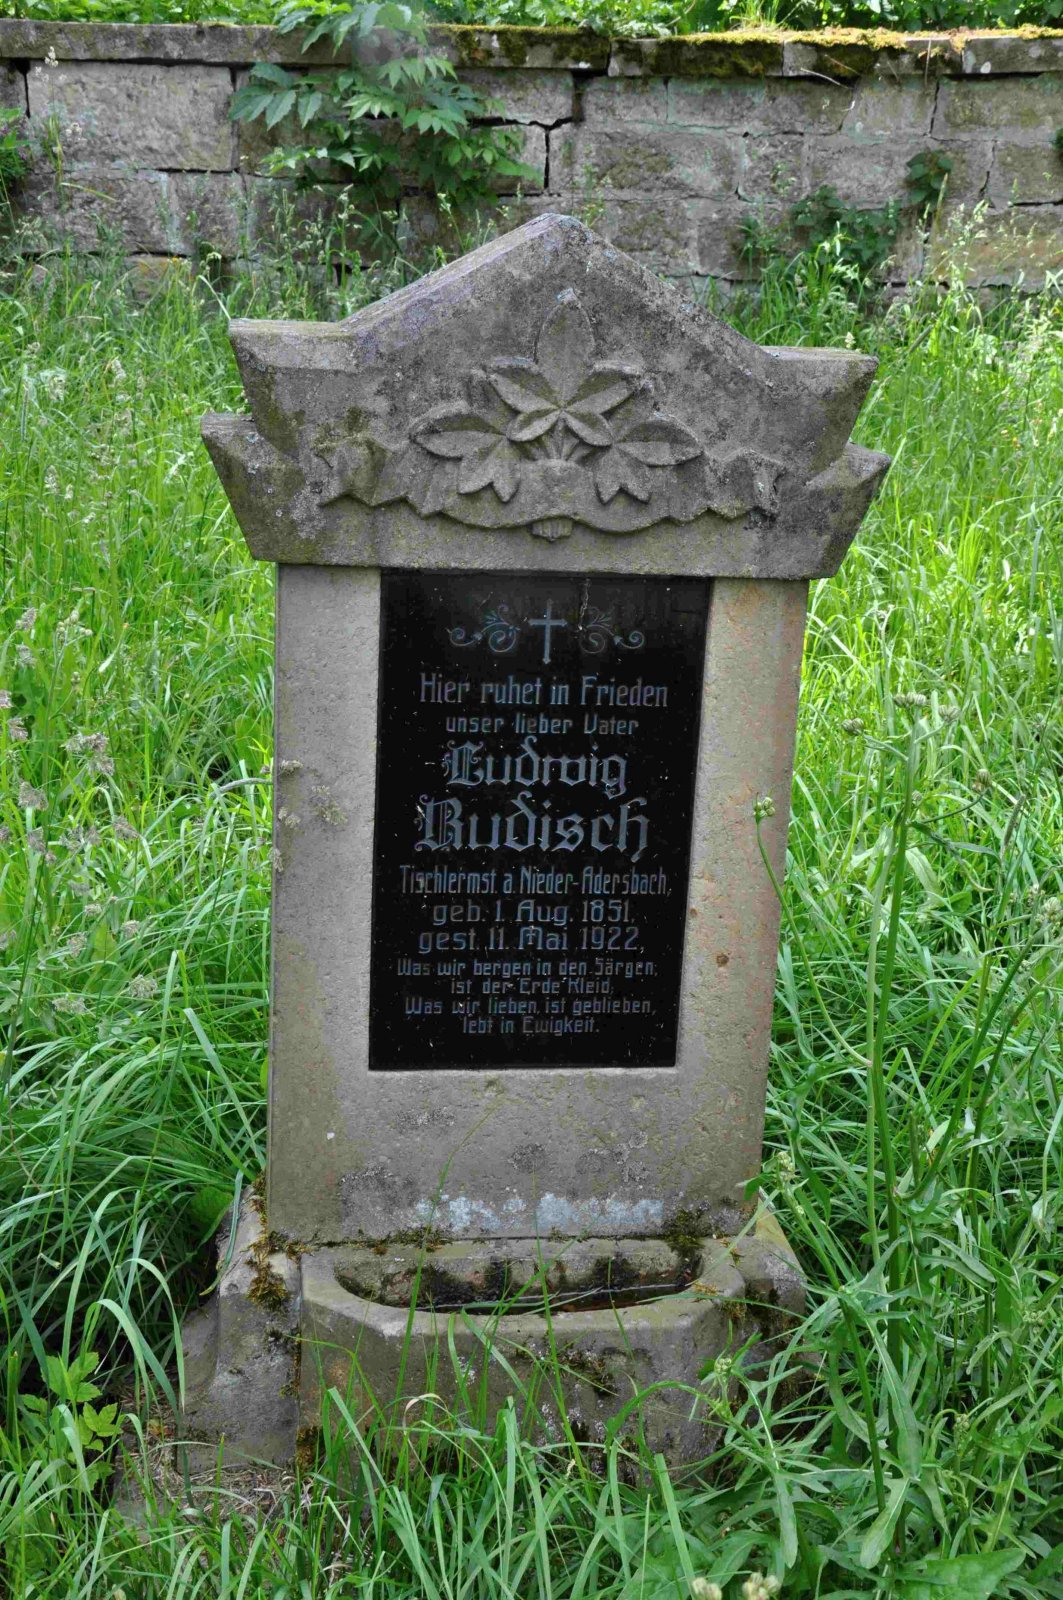 Hier ruhet in Frieden
unser lieber Vater
Ludwig
Rudisch
Tischlermst. a. Nieder-Adersbach,
geb. 1. Aug. 1851,
gest. 11. Mai 1922,
Was wir bergen in den Särgen,
ist der Erde Kleid,
Was wir lieben, ist geblieben,
lebt in Ewigkeit.